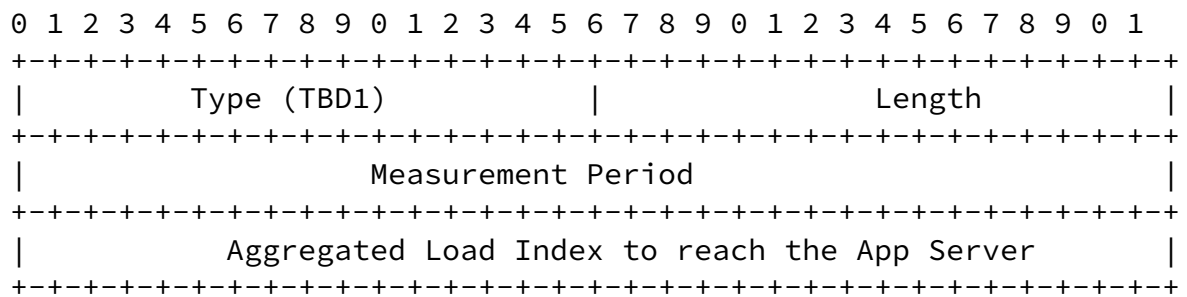 0 1 2 3 4 5 6 7 8 9 0 1 2 3 4 5 6 7 8 9 0 1 2 3 4 5 6 7 8 9 0 1
+-+-+-+-+-+-+-+-+-+-+-+-+-+-+-+-+-+-+-+-+-+-+-+-+-+-+-+-+-+-+-+-+
|         Type (TBD1)           |               Length          |
+-+-+-+-+-+-+-+-+-+-+-+-+-+-+-+-+-+-+-+-+-+-+-+-+-+-+-+-+-+-+-+-+
|                   Measurement Period                          |
+-+-+-+-+-+-+-+-+-+-+-+-+-+-+-+-+-+-+-+-+-+-+-+-+-+-+-+-+-+-+-+-+
|           Aggregated Load Index to reach the App Server       |
+-+-+-+-+-+-+-+-+-+-+-+-+-+-+-+-+-+-+-+-+-+-+-+-+-+-+-+-+-+-+-+-+